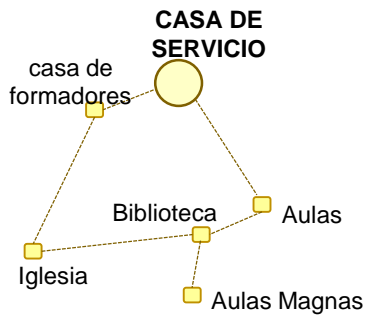 CASA DE
SERVICIO
casa de
formadores
Biblioteca
Aulas
Iglesia
Aulas Magnas